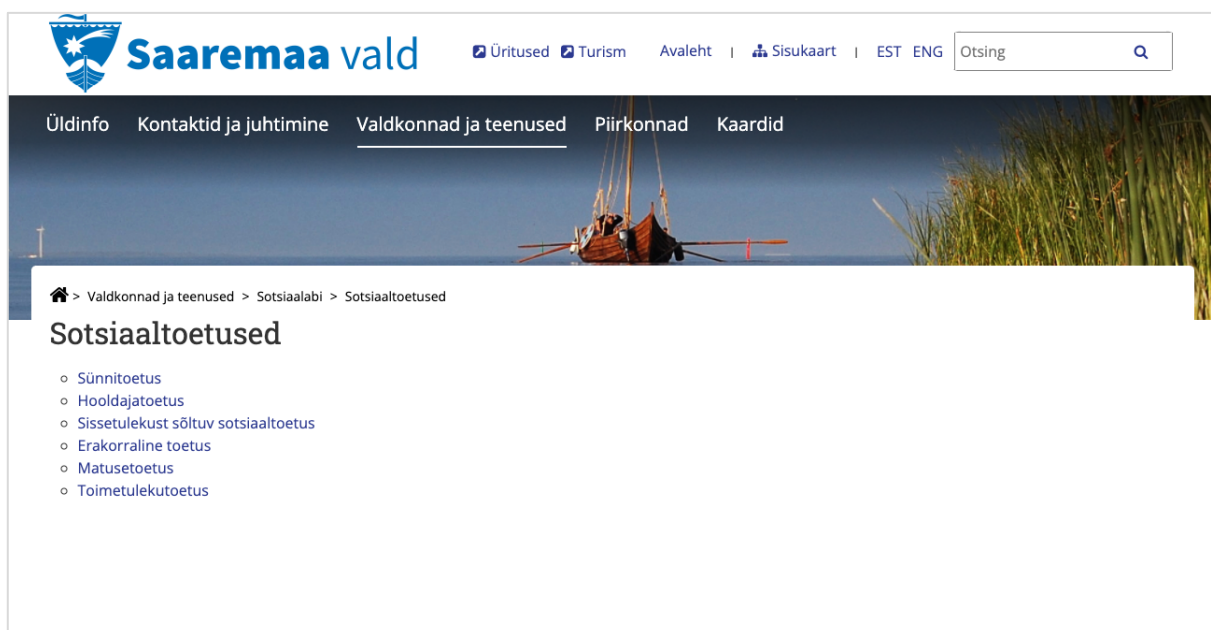 Saaremaa vald
Üritused Turism Avaleht | Sisukaart | EST ENG Otsing
Üldinfo Kontaktid ja juhtimine Valdkonnad ja teenused Piirkonnad Kaardid
> Valdkonnad ja teenused > Sotsiaalabi > Sotsiaaltoetused
Sotsiaaltoetused
Sünnitoetus
Hooldajatoetus
Sissetulekust sõltuv sotsiaaltoetus
Erakorraline toetus
Matusetoetus
Toimetulekutoetus